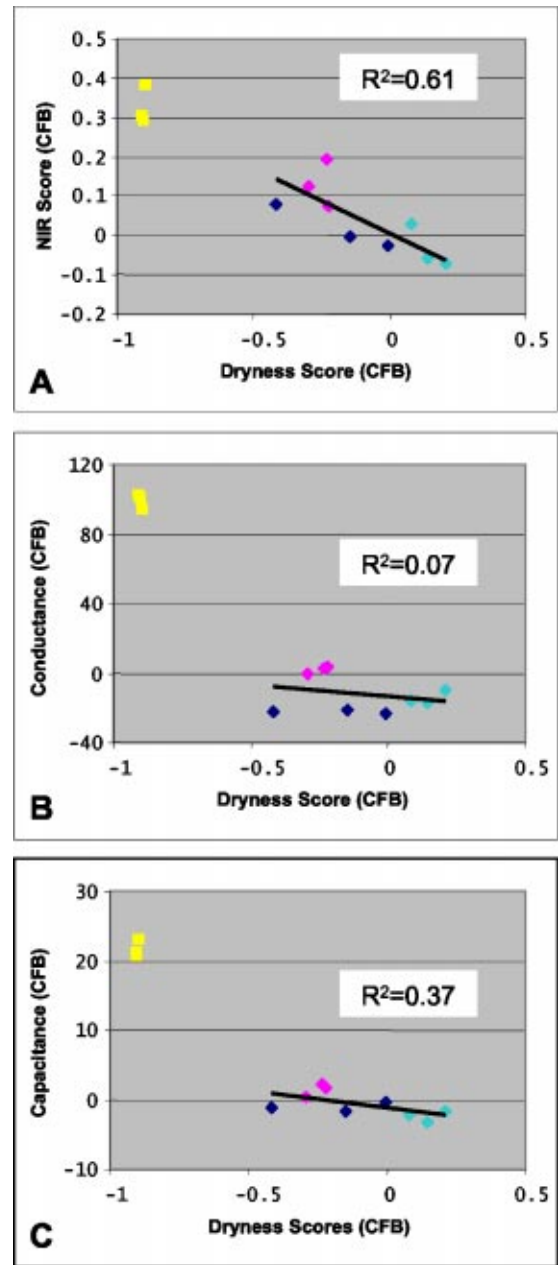 0.5
0.4
0.3
0.2
0.1
0
-0.1
-0.2
NIR Score (CFB)
R²=0.61
-1
-0.5
0
0.5
Dryness Score (CFB)
A
120
80
40
0
-40
Conductance (CFB)
R²=0.07
-1
-0.5
0
0.5
Dryness Score (CFB)
B
30
20
10
0
-10
Capacitance (CFB)
R²=0.37
-1
-0.5
0
0.5
Dryness Scores (CFB)
C